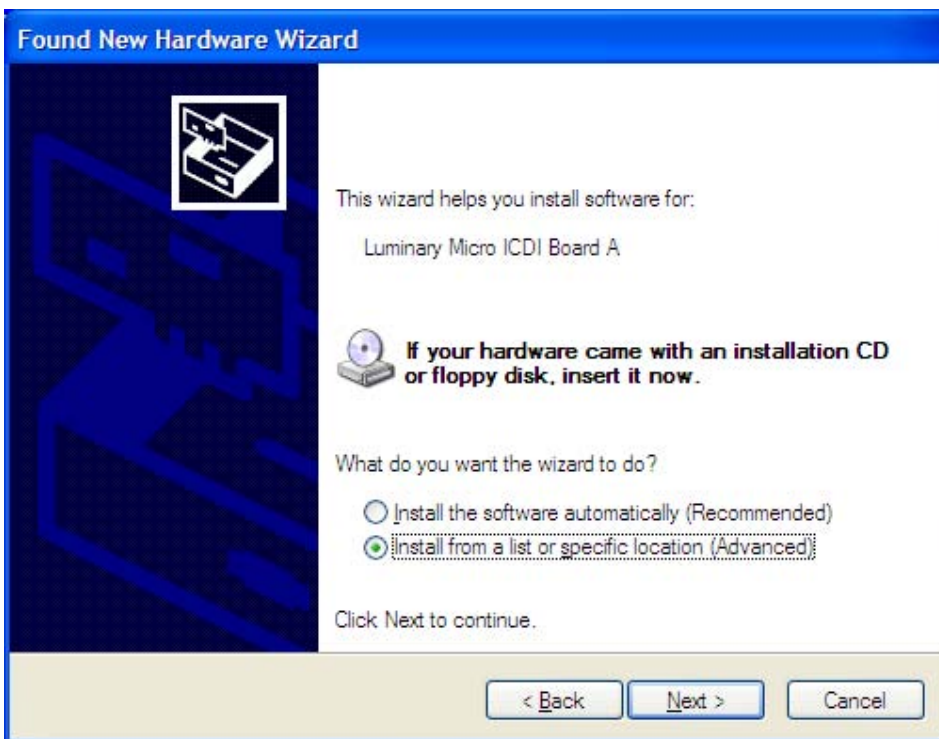 Found New Hardware Wizard
This wizard helps you install software for:
Luminary Micro ICDI Board A
If your hardware came with an installation CD
or floppy disk, insert it now.
What do you want the wizard to do?
Install the software automatically (Recommended)
Install from a list or specific location (Advanced)
Click Next to continue.
< Back
Next >
Cancel